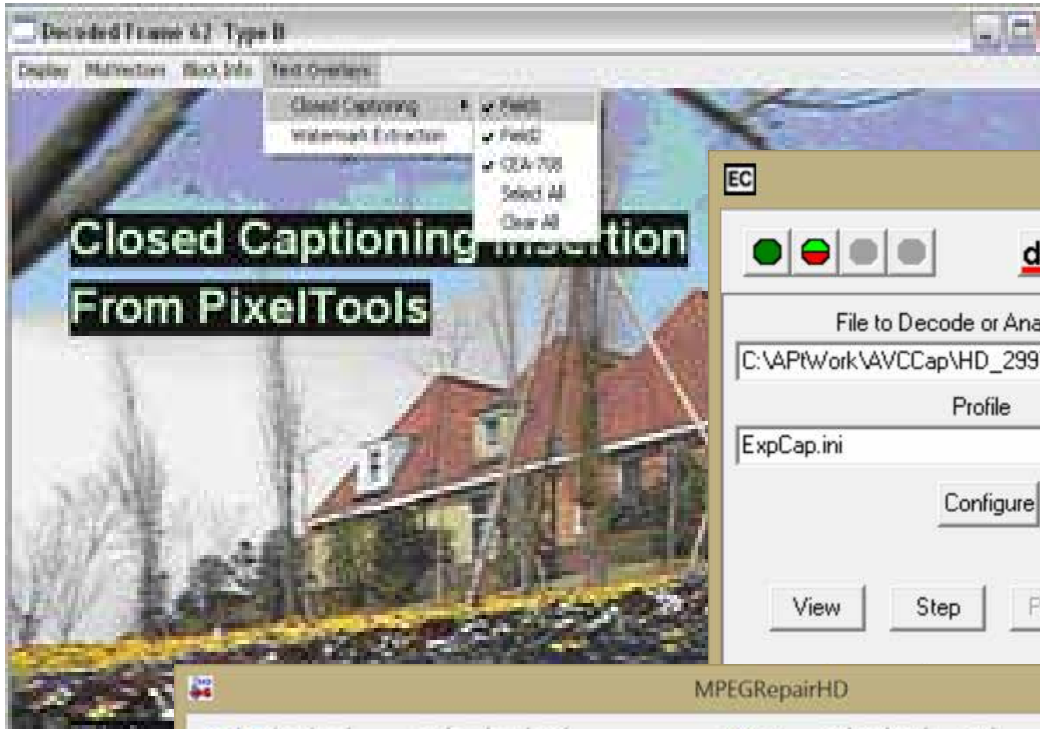 Decoded Frame 62 Type B
Display MotVectors Block Info Text Overlays
Closed Captioning
Watermark Extraction
Field1
Field2
CEA-708
Select All
Clear All
Closed Captioning Insertion
From PixelTools
EC
d
File to Decode or Ana
C:\APtWork\AVCCap\HD_299
Profile
ExpCap.ini
Configure
View Step P
MPEGRepairHD